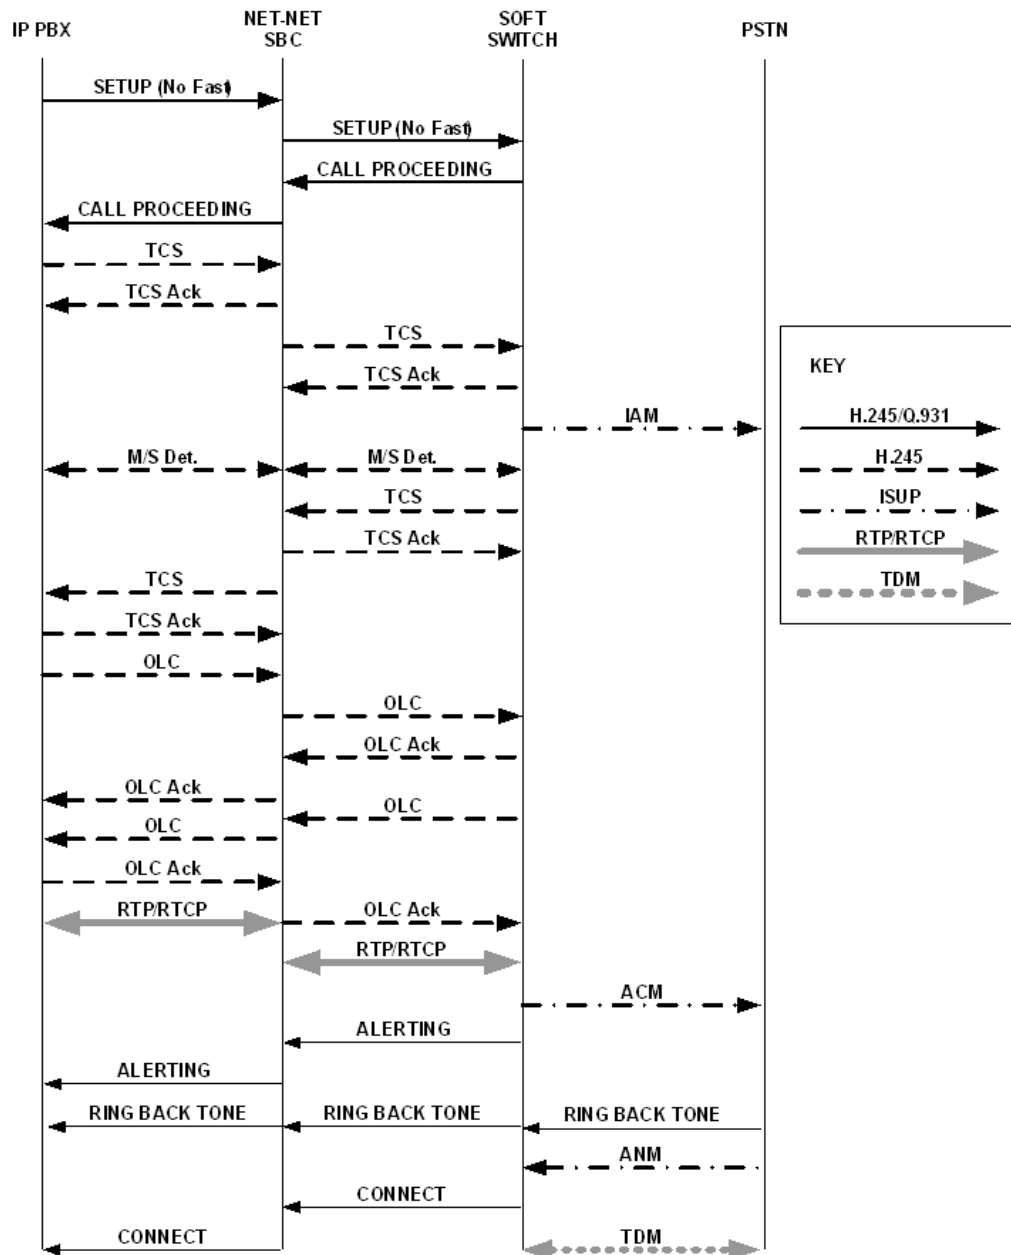 IP PBX
NET-NET
SBC
SOFT
SWITCH
PSTN
SETUP (No Fast)
SETUP (No Fast)
CALL PROCEEDING
CALL PROCEEDING
TCS
TCS Ack
TCS
TCS Ack
IAM
M/S Det.
M/S Det.
TCS
TCS Ack
TCS
TCS Ack
OLC
OLC
OLC Ack
OLC Ack
OLC
OLC
OLC Ack
RTP/RTCP
OLC Ack
RTP/RTCP
ACM
ALERTING
ALERTING
RING BACK TONE
RING BACK TONE
RING BACK TONE
ANM
CONNECT
CONNECT
TDM
KEY
H.245/Q.931
H.245
ISUP
RTP/RTCP
TDM